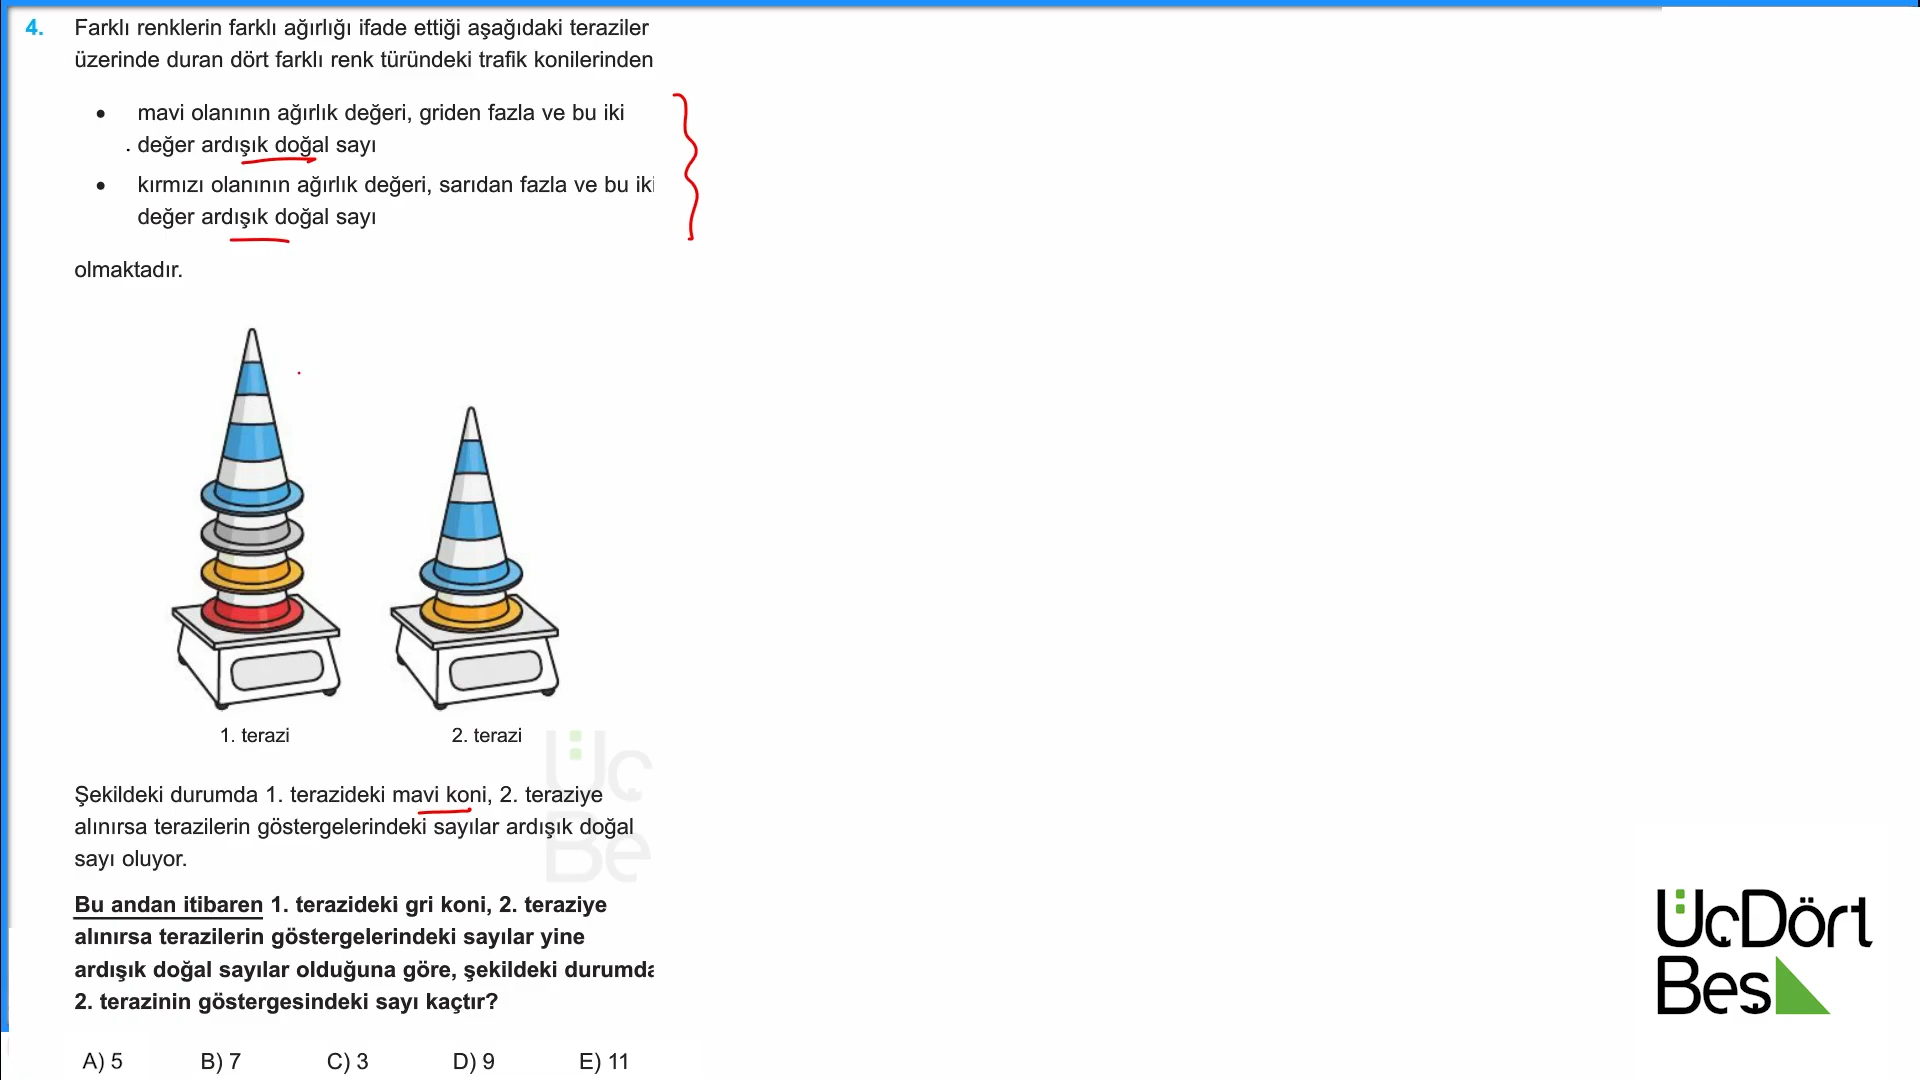 4. Farklı renklerin farklı ağırlığı ifade ettiği aşağıdaki teraziler
üzerinde duran dört farklı renk türündeki trafik konilerinden
• mavi olanının ağırlık değeri, griden fazla ve bu iki
değer ardışık doğal sayı
• kırmızı olanının ağırlık değeri, sarıdan fazla ve bu iki
değer ardışık doğal sayı
olmaktadır.
1. terazi
2. terazi
Şekildeki durumda 1. terazideki mavi koni, 2. teraziye
alınırsa terazilerin göstergelerindeki sayılar ardışık doğal
sayı oluyor.
Bu andan itibaren 1. terazideki gri koni, 2. teraziye
alınırsa terazilerin göstergelerindeki sayılar yine
ardışık doğal sayılar olduğuna göre, şekildeki durumda
2. terazinin göstergesindeki sayı kaçtır?
A) 5 B) 7 C) 3 D) 9 E) 11
Üç
Be
ÜçDört
Beş